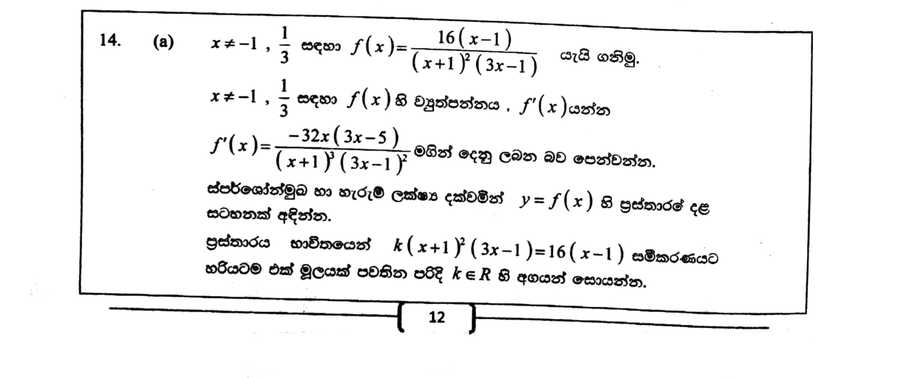 14. (a) x ≠ -1 , 1/3 සඳහා f(x) = 16(x-1) / (x+1)² (3x-1) යැයි ගනිමු.
x ≠ -1 , 1/3 සඳහා f(x) හි ව්‍යුත්පන්නය , f'(x) යන්න
f'(x) = -32x(3x-5) / (x+1)³ (3x-1)² මගින් දෙනු ලබන බව පෙන්වන්න.
ස්පර්ශෝන්මුඛ හා හැරුම් ලක්ෂ්‍ය දක්වමින් y = f(x) හි ප්‍රස්තාරයේ දළ
සටහනක් අඳින්න.
ප්‍රස්තාරය භාවිතයෙන් k(x+1)² (3x-1) = 16(x-1) සමීකරණයට
හරියටම එක් මූලයක් පවතින පරිදි k ∈ R හි අගයන් සොයන්න.
12